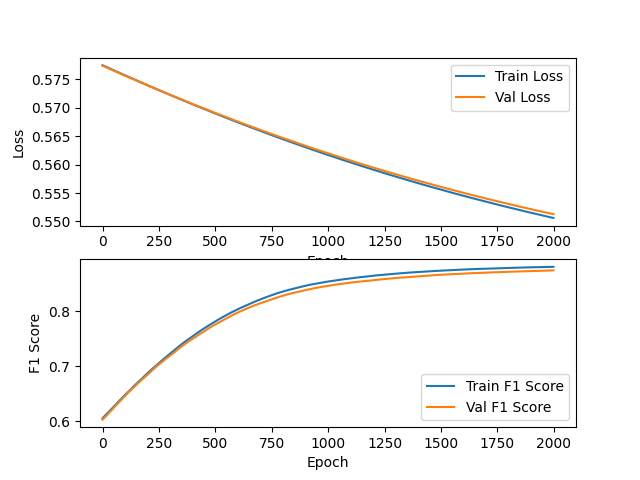 Loss
0.575
0.570
0.565
0.560
0.555
0.550
Train Loss
Val Loss
0 250 500 750 1000 1250 1500 1750 2000
Epoch
F1 Score
0.8
0.7
0.6
Train F1 Score
Val F1 Score
0 250 500 750 1000 1250 1500 1750 2000
Epoch